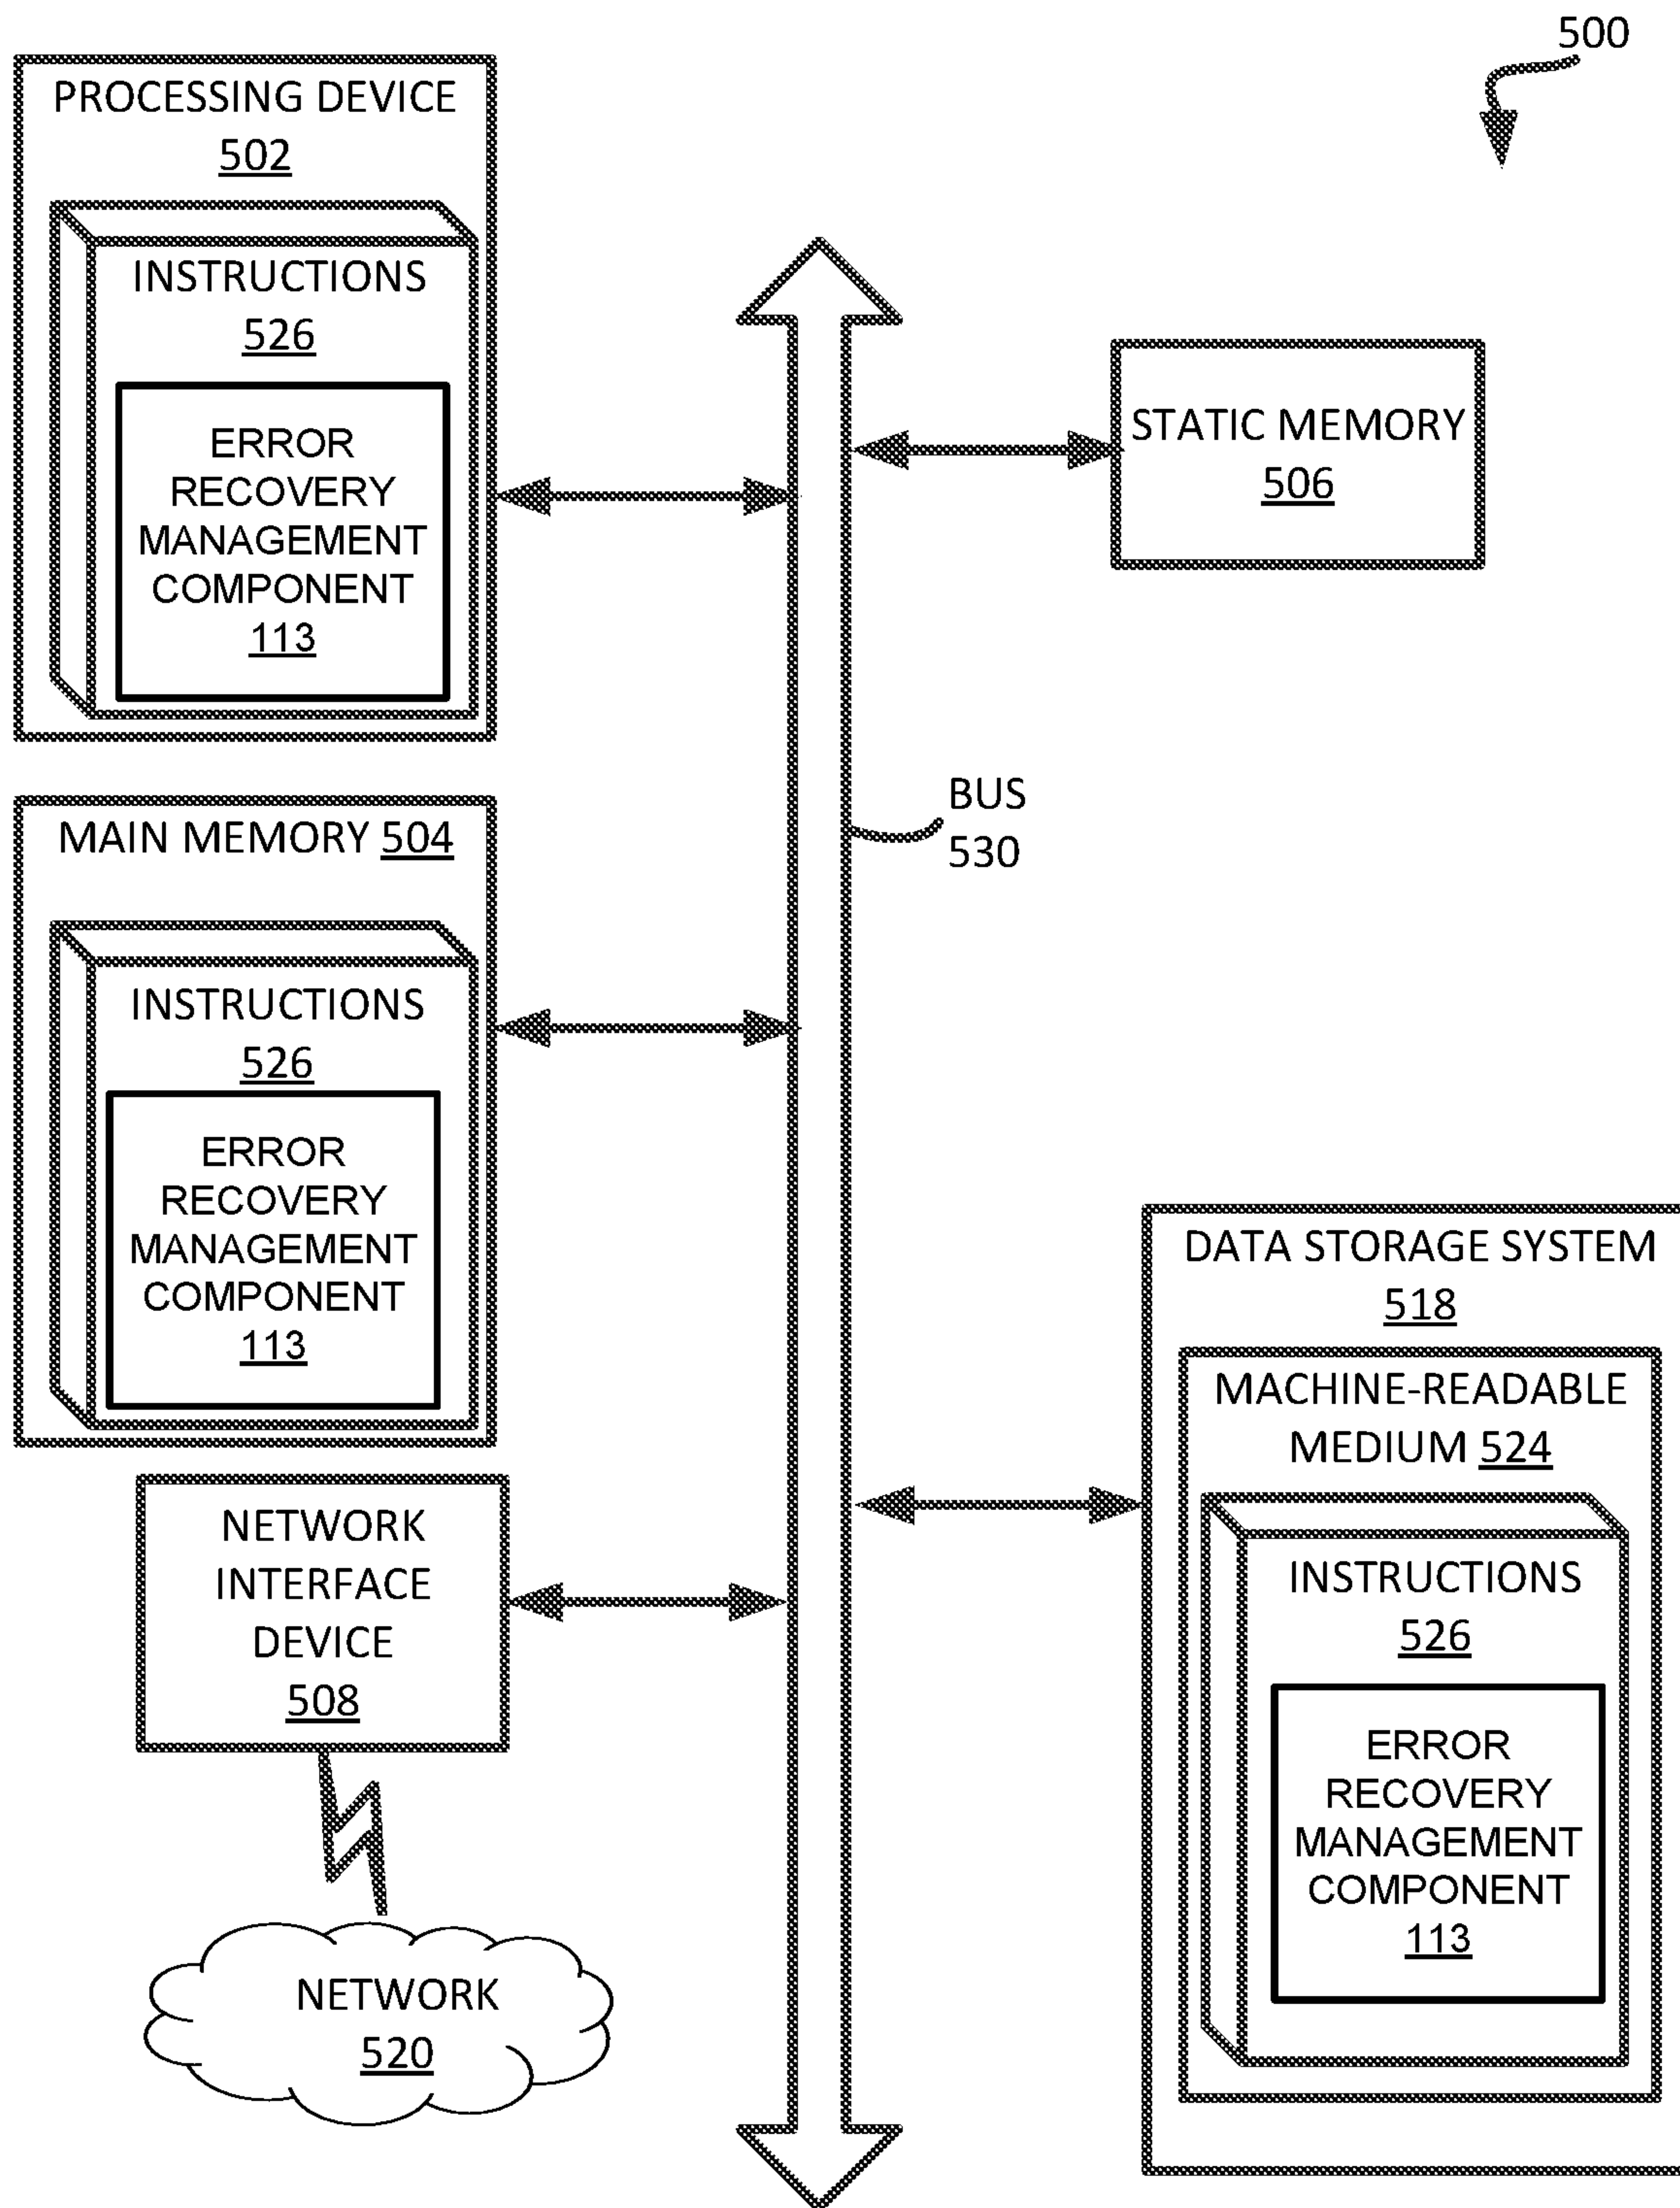 500
PROCESSING DEVICE
502
INSTRUCTIONS
526
ERROR
RECOVERY
MANAGEMENT
COMPONENT
113
STATIC MEMORY
506
BUS
530
MAIN MEMORY 504
INSTRUCTIONS
526
ERROR
RECOVERY
MANAGEMENT
COMPONENT
113
DATA STORAGE SYSTEM
518
MACHINE-READABLE
MEDIUM 524
INSTRUCTIONS
526
ERROR
RECOVERY
MANAGEMENT
COMPONENT
113
NETWORK
INTERFACE
DEVICE
508
NETWORK
520